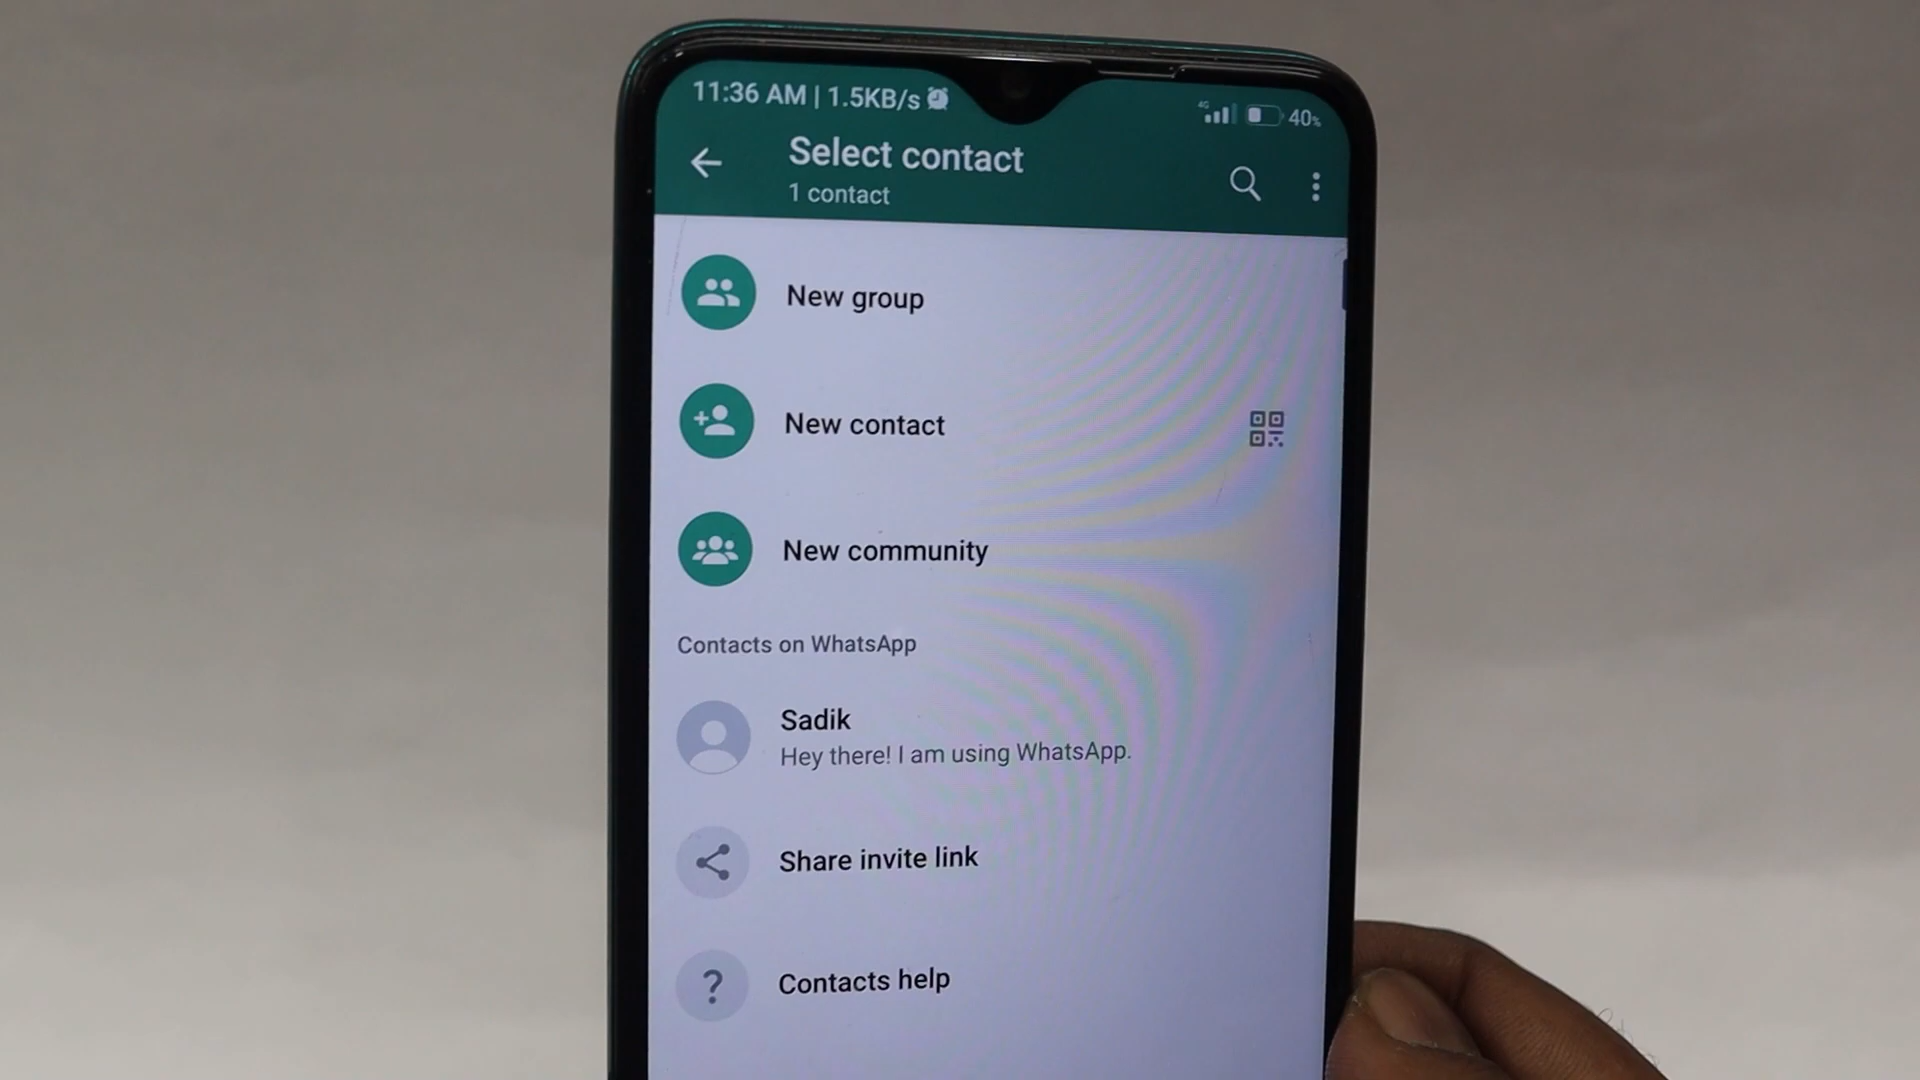 11:36 AM | 1.5KB/s
4G 40%
Select contact
1 contact
New group
New contact
New community
Contacts on WhatsApp
Sadik
Hey there! I am using WhatsApp.
Share invite link
Contacts help